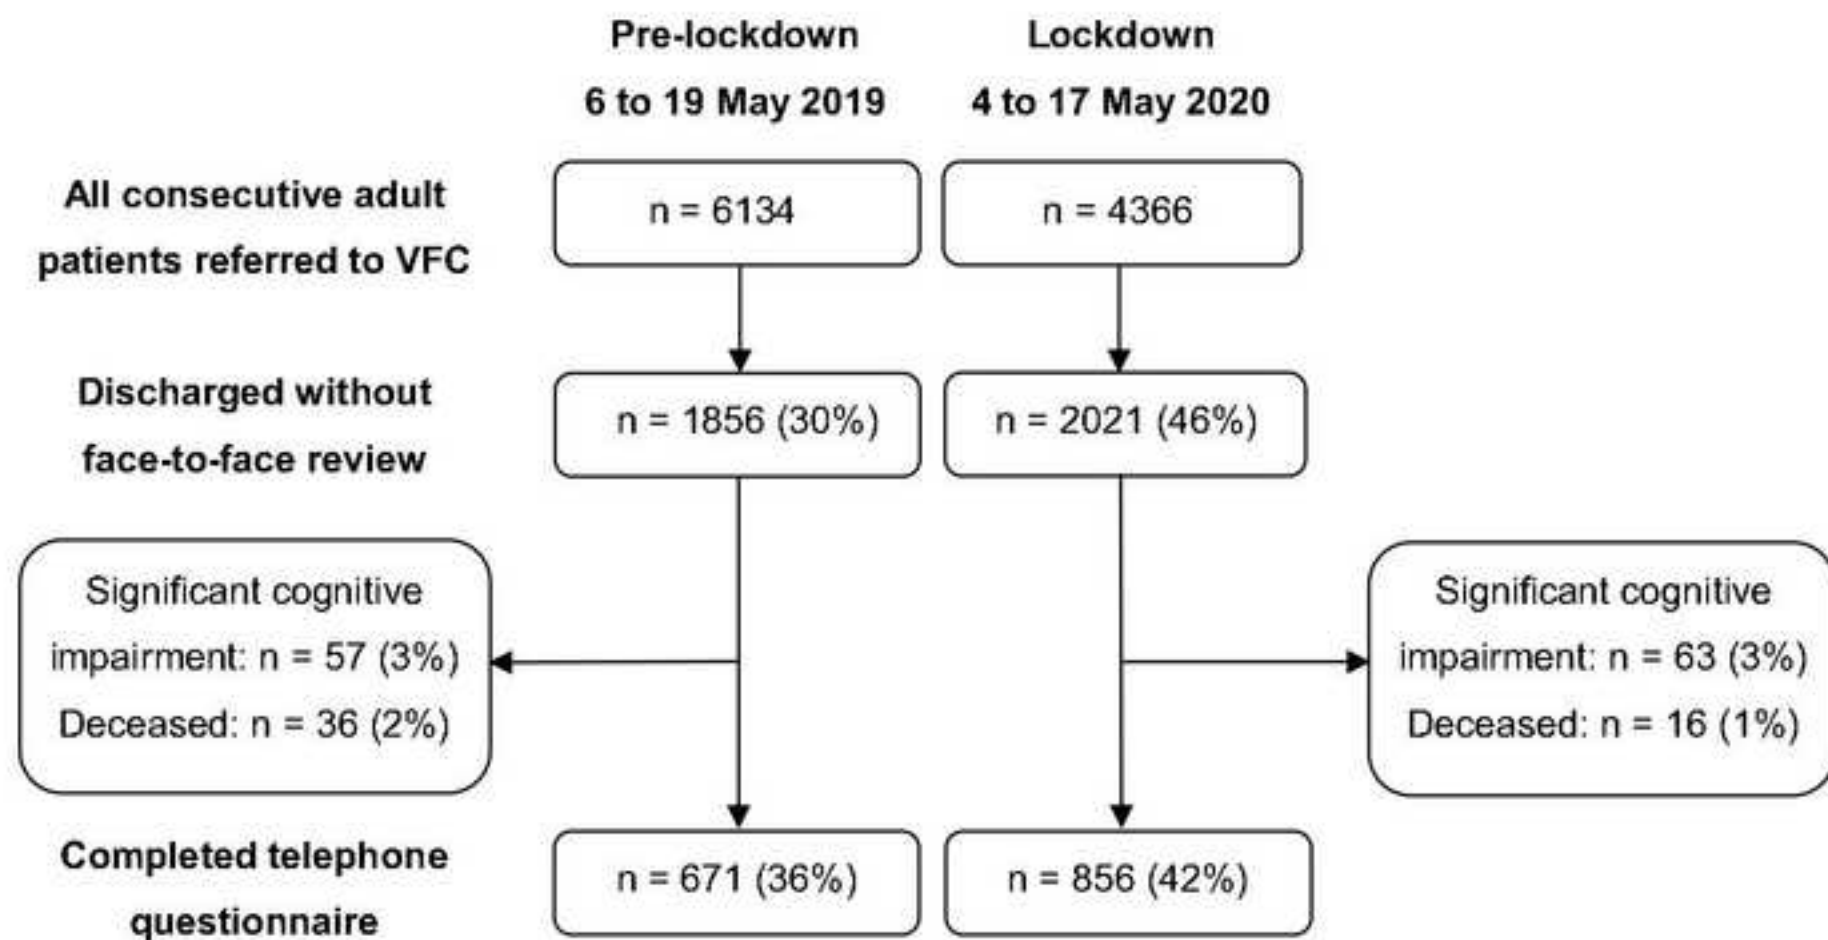 Pre-lockdown
6 to 19 May 2019
Lockdown
4 to 17 May 2020
All consecutive adult
patients referred to VFC
n = 6134
n = 4366
Discharged without
face-to-face review
n = 1856 (30%)
n = 2021 (46%)
Significant cognitive
impairment: n = 57 (3%)
Deceased: n = 36 (2%)
Significant cognitive
impairment: n = 63 (3%)
Deceased: n = 16 (1%)
Completed telephone
questionnaire
n = 671 (36%)
n = 856 (42%)